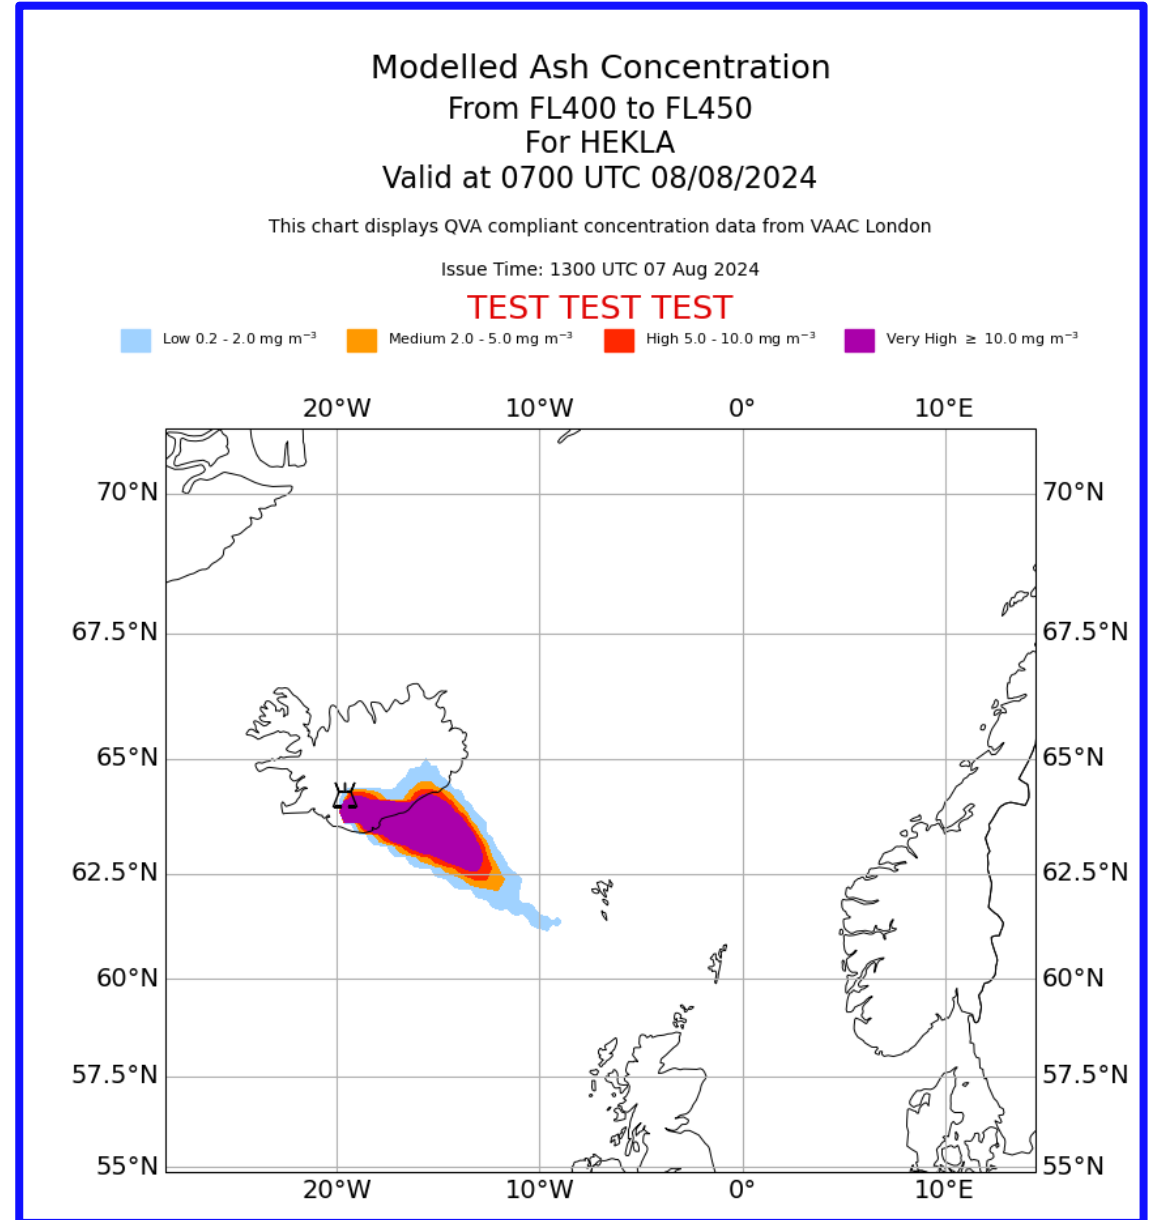 Modelled Ash Concentration
From FL400 to FL450
For HEKLA
Valid at 0700 UTC 08/08/2024
This chart displays QVA compliant concentration data from VAAC London
Issue Time: 1300 UTC 07 Aug 2024
TEST TEST TEST
Low 0.2 - 2.0 mg m⁻³ Medium 2.0 - 5.0 mg m⁻³ High 5.0 - 10.0 mg m⁻³ Very High ≥ 10.0 mg m⁻³
20°W 10°W 0° 10°E
70°N 70°N
67.5°N 67.5°N
65°N 65°N
62.5°N 62.5°N
60°N 60°N
57.5°N 57.5°N
55°N 55°N
20°W 10°W 0° 10°E